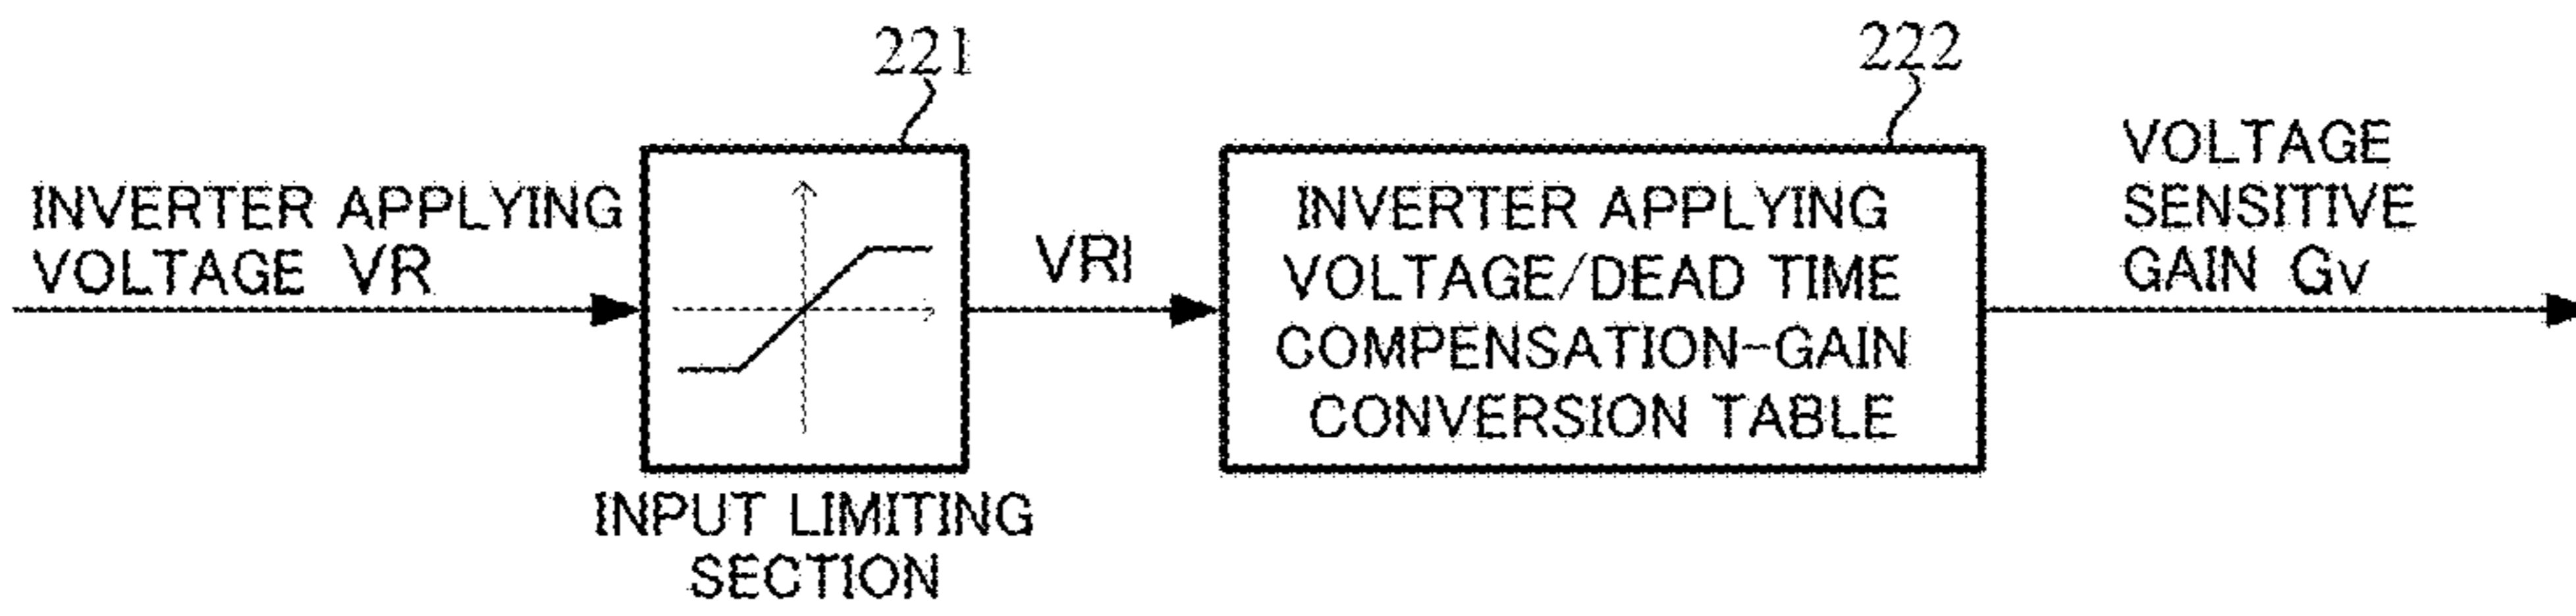 221
222
INVERTER APPLYING
VOLTAGE VR
VRI
INVERTER APPLYING
VOLTAGE/DEAD TIME
COMPENSATION-GAIN
CONVERSION TABLE
VOLTAGE
SENSITIVE
GAIN Gv
INPUT LIMITING
SECTION